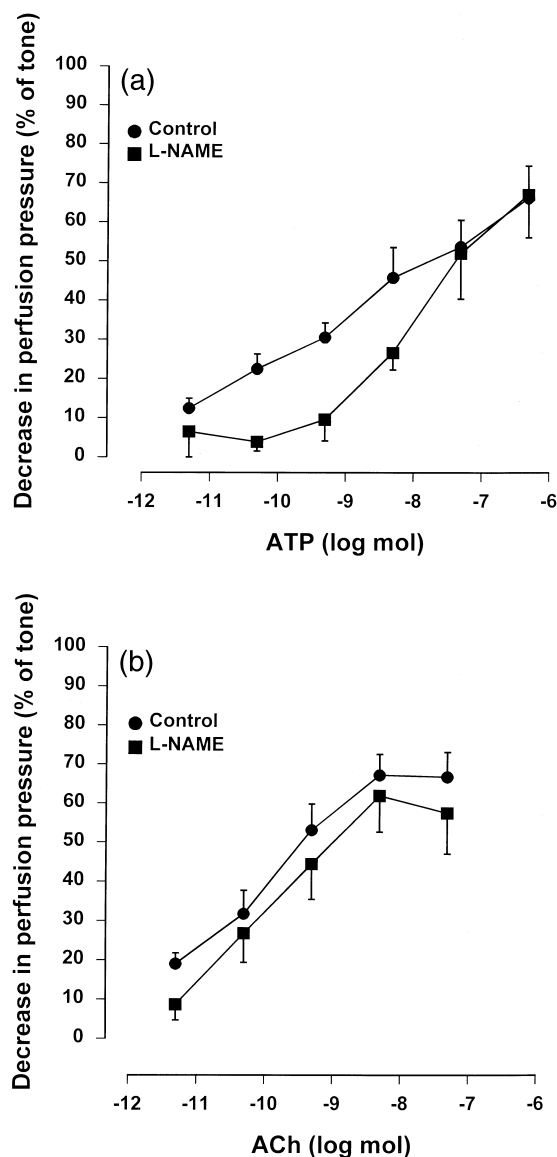 (a)
Control
L-NAME
Decrease in perfusion pressure (% of tone)
100
90
80
70
60
50
40
30
20
10
0
-12 -11 -10 -9 -8 -7 -6
ATP (log mol)
(b)
Control
L-NAME
Decrease in perfusion pressure (% of tone)
100
90
80
70
60
50
40
30
20
10
0
-12 -11 -10 -9 -8 -7 -6
ACh (log mol)